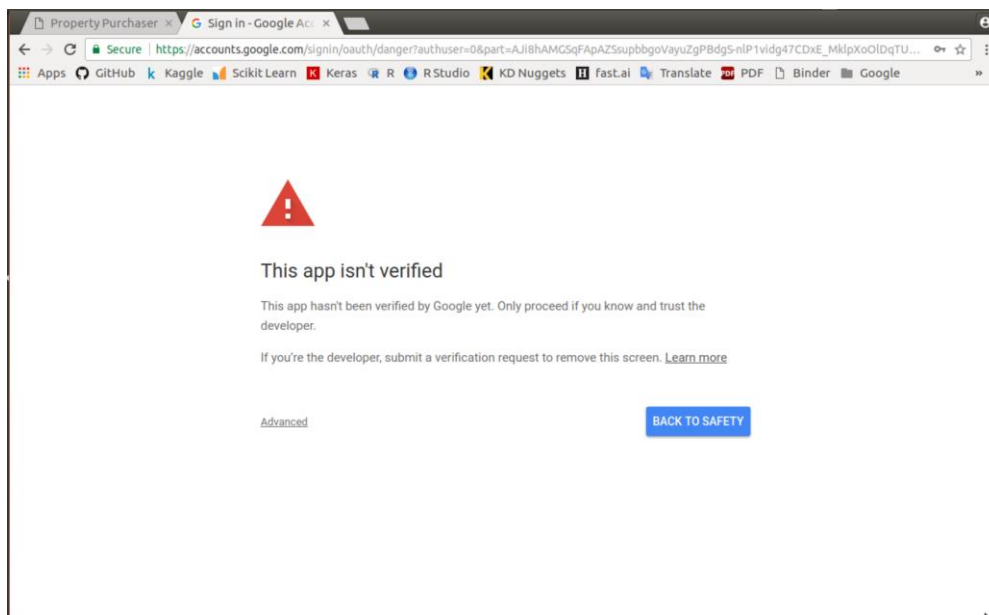 Property Purchaser
Sign in - Google Acc
Secure https://accounts.google.com/signin/oauth/danger?authuser=0&part=AJi8hAMGSqFApAZSsupbbgoVayuZgPBdgS-nlP1vidg47CDxE_MklpXoOlDqTU...
Apps GitHub k Kaggle Scikit Learn K Keras R R RStudio KD Nuggets H fast.ai Translate PDF PDF Binder Google »
This app isn't verified
This app hasn't been verified by Google yet. Only proceed if you know and trust the
developer.
If you're the developer, submit a verification request to remove this screen. Learn more
Advanced
BACK TO SAFETY